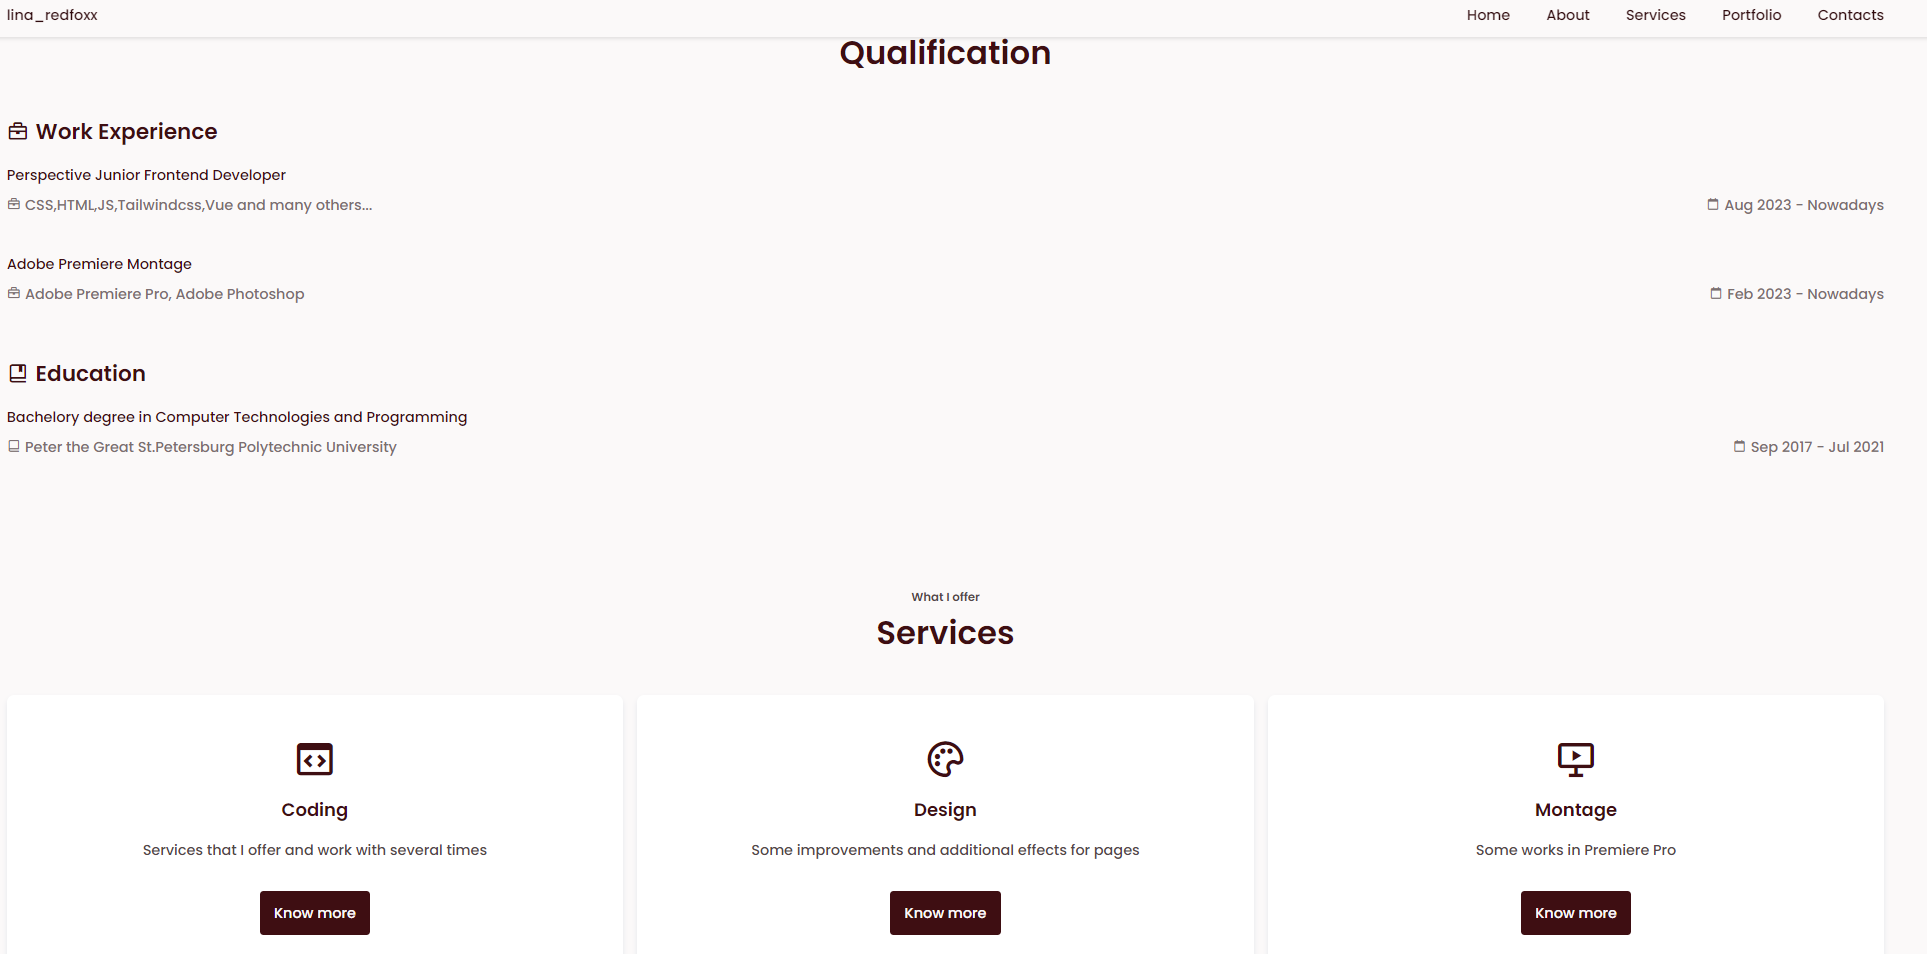 lina_redfoxx Home About Services Portfolio Contacts
Qualification
Work Experience
Perspective Junior Frontend Developer
CSS,HTML,JS,Tailwindcss,Vue and many others... Aug 2023 - Nowadays
Adobe Premiere Montage
Adobe Premiere Pro, Adobe Photoshop Feb 2023 - Nowadays
Education
Bachelory degree in Computer Technologies and Programming
Peter the Great St.Petersburg Polytechnic University Sep 2017 - Jul 2021
What I offer
Services
Coding
Services that I offer and work with several times
Know more
Design
Some improvements and additional effects for pages
Know more
Montage
Some works in Premiere Pro
Know more